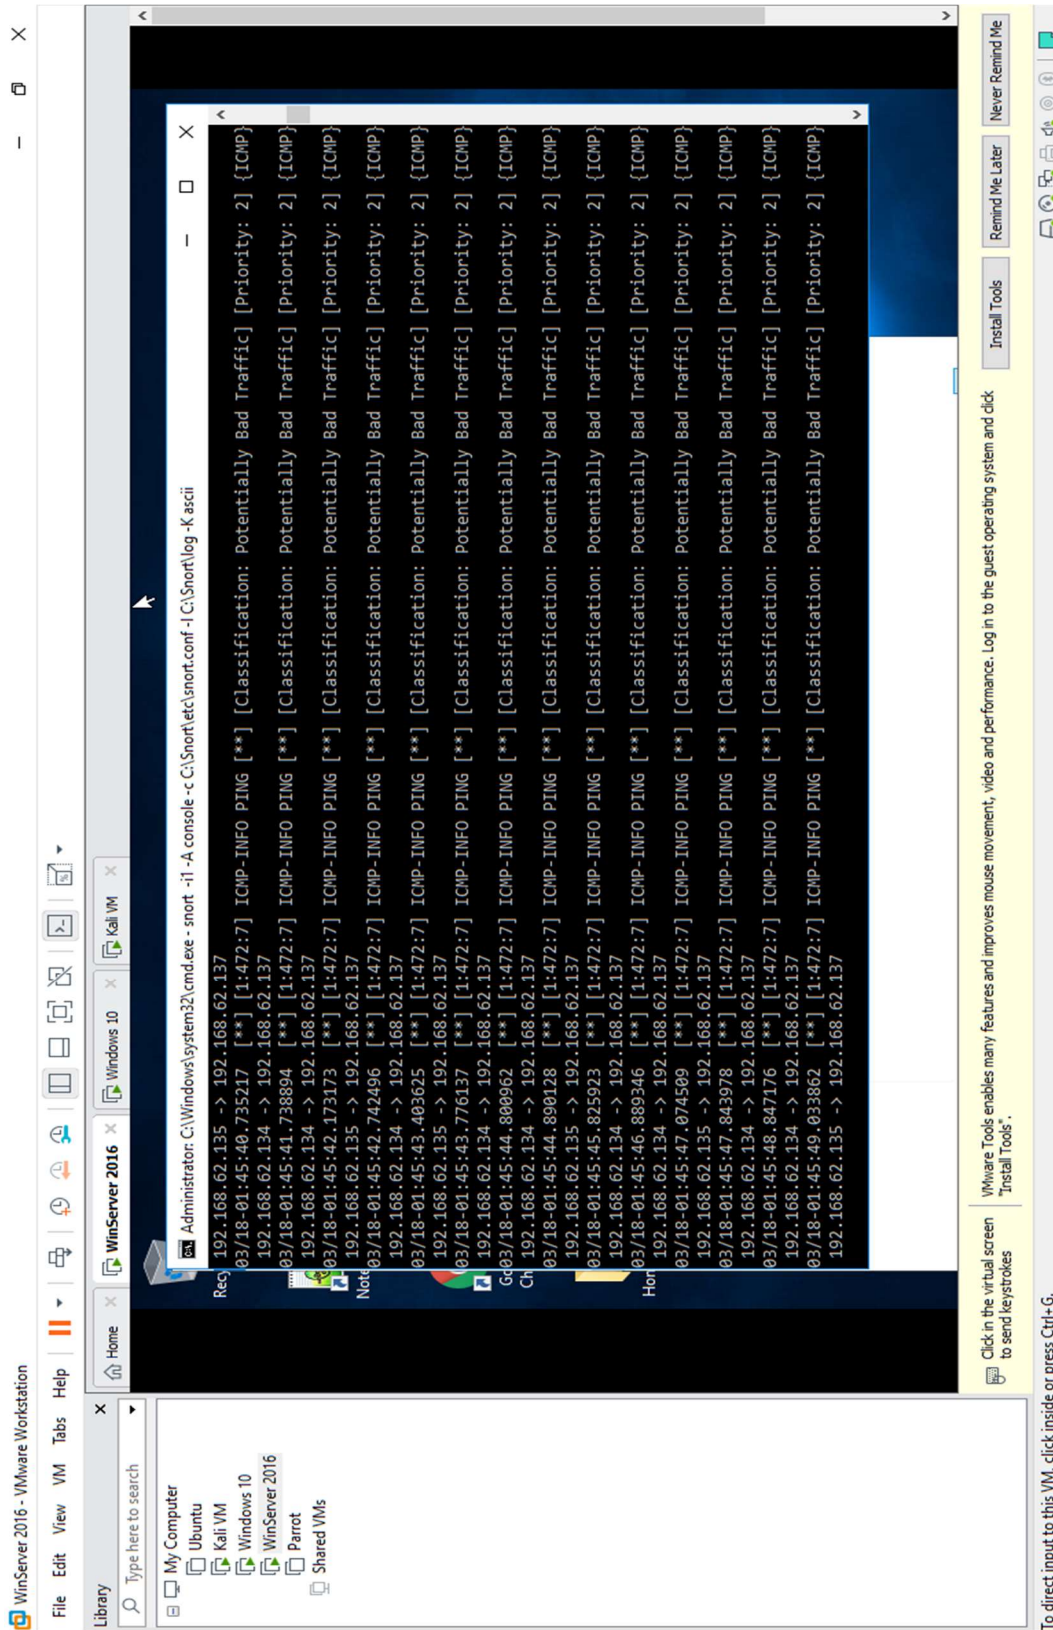 WinServer 2016 - VMware Workstation
File Edit View VM Tabs Help
Library
Type here to search
My Computer
Ubuntu
Kali VM
Windows 10
WinServer 2016
Parrot
Shared VMs
Home
WinServer 2016
Windows 10
Kali VM
Recy
Note
Go
Ch
Hor
Administrator: C:\Windows\system32\cmd.exe - snort -i1 -A console -c C:\Snort\etc\snort.conf -l C:\Snort\log -K ascii
192.168.62.135 -> 192.168.62.137
03/18-01:45:40.735217 [**] [1:472:7] ICMP-INFO PING [**] [Classification: Potentially Bad Traffic] [Priority: 2] {ICMP}
192.168.62.134 -> 192.168.62.137
03/18-01:45:41.738894 [**] [1:472:7] ICMP-INFO PING [**] [Classification: Potentially Bad Traffic] [Priority: 2] {ICMP}
192.168.62.134 -> 192.168.62.137
03/18-01:45:42.173173 [**] [1:472:7] ICMP-INFO PING [**] [Classification: Potentially Bad Traffic] [Priority: 2] {ICMP}
192.168.62.135 -> 192.168.62.137
03/18-01:45:42.742496 [**] [1:472:7] ICMP-INFO PING [**] [Classification: Potentially Bad Traffic] [Priority: 2] {ICMP}
192.168.62.134 -> 192.168.62.137
03/18-01:45:43.403625 [**] [1:472:7] ICMP-INFO PING [**] [Classification: Potentially Bad Traffic] [Priority: 2] {ICMP}
192.168.62.135 -> 192.168.62.137
03/18-01:45:43.776137 [**] [1:472:7] ICMP-INFO PING [**] [Classification: Potentially Bad Traffic] [Priority: 2] {ICMP}
192.168.62.134 -> 192.168.62.137
03/18-01:45:44.800962 [**] [1:472:7] ICMP-INFO PING [**] [Classification: Potentially Bad Traffic] [Priority: 2] {ICMP}
192.168.62.134 -> 192.168.62.137
03/18-01:45:44.890128 [**] [1:472:7] ICMP-INFO PING [**] [Classification: Potentially Bad Traffic] [Priority: 2] {ICMP}
192.168.62.135 -> 192.168.62.137
03/18-01:45:45.825923 [**] [1:472:7] ICMP-INFO PING [**] [Classification: Potentially Bad Traffic] [Priority: 2] {ICMP}
192.168.62.134 -> 192.168.62.137
03/18-01:45:46.889346 [**] [1:472:7] ICMP-INFO PING [**] [Classification: Potentially Bad Traffic] [Priority: 2] {ICMP}
192.168.62.134 -> 192.168.62.137
03/18-01:45:47.074509 [**] [1:472:7] ICMP-INFO PING [**] [Classification: Potentially Bad Traffic] [Priority: 2] {ICMP}
192.168.62.135 -> 192.168.62.137
03/18-01:45:47.843978 [**] [1:472:7] ICMP-INFO PING [**] [Classification: Potentially Bad Traffic] [Priority: 2] {ICMP}
192.168.62.134 -> 192.168.62.137
03/18-01:45:48.847176 [**] [1:472:7] ICMP-INFO PING [**] [Classification: Potentially Bad Traffic] [Priority: 2] {ICMP}
192.168.62.134 -> 192.168.62.137
03/18-01:45:49.033862 [**] [1:472:7] ICMP-INFO PING [**] [Classification: Potentially Bad Traffic] [Priority: 2] {ICMP}
192.168.62.135 -> 192.168.62.137
Click in the virtual screen
to send keystrokes
VMware Tools enables many features and improves mouse movement, video and performance. Log in to the guest operating system and click
"Install Tools".
Install Tools
Remind Me Later
Never Remind Me
To direct input to this VM, click inside or press Ctrl+G.